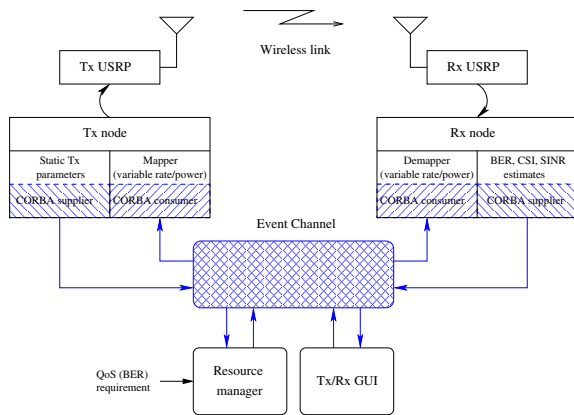 Wireless link
Tx USRP
Rx USRP
Tx node
Rx node
Static Tx
parameters
Mapper
(variable rate/power)
Demapper
(variable rate/power)
BER, CSI, SINR
estimates
CORBA supplier
CORBA consumer
CORBA consumer
CORBA supplier
Event Channel
QoS (BER)
requirement
Resource
manager
Tx/Rx GUI